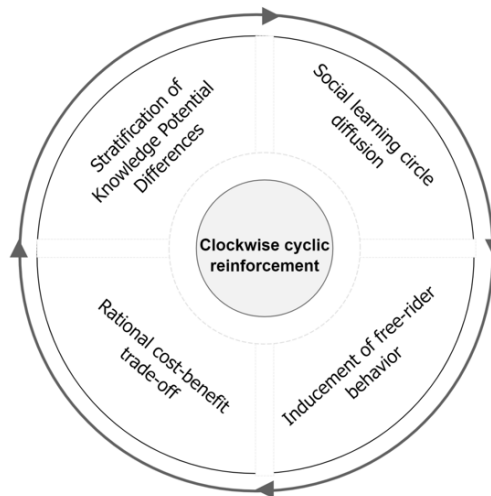 Stratification of
Knowledge Potential
Differences
Social learning circle
diffusion
Clockwise cyclic
reinforcement
Rational cost-benefit
trade-off
Inducement of free-rider
behavior